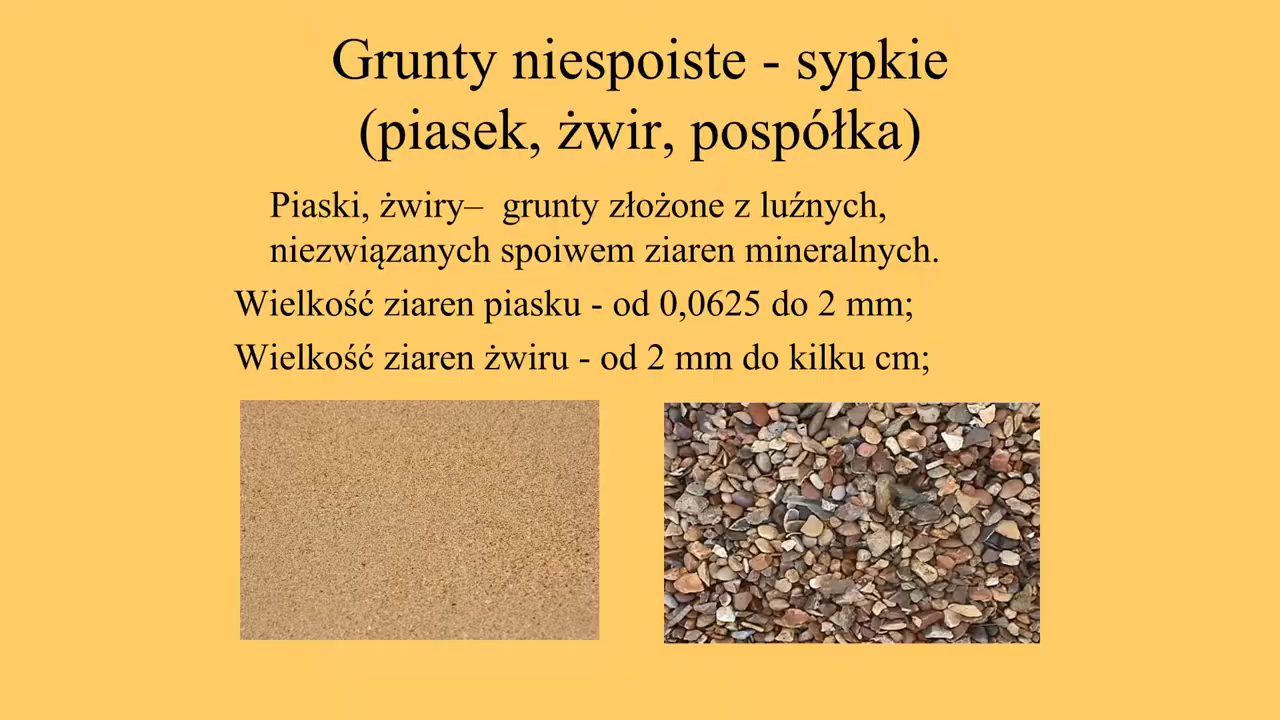 Grunty niespoiste - sypkie
(piasek, żwir, pospółka)
Piaski, żwiry–  grunty złożone z luźnych,
niezwiązanych spoiwem ziaren mineralnych.
Wielkość ziaren piasku - od 0,0625 do 2 mm;
Wielkość ziaren żwiru - od 2 mm do kilku cm;